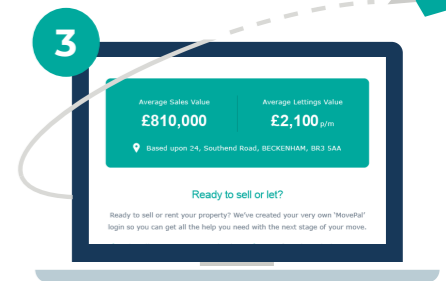 3
Average Sales Value
£810,000
Average Lettings Value
£2,100 p/m
Based upon 24, Southend Road, BECKENHAM, BR3 5AA
Ready to sell or let?
Ready to sell or rent your property? We've created your very own 'MovePal'
login so you can get all the help you need with the next stage of your move.